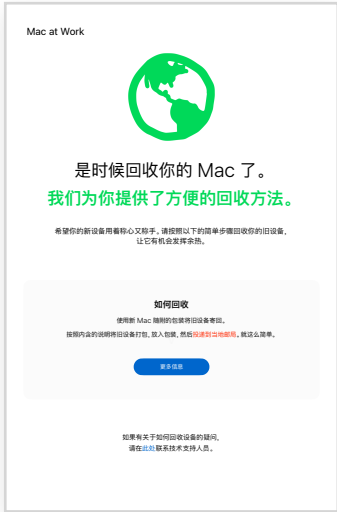 Mac at Work
是时候回收你的 Mac 了。
我们为你提供了方便的回收方法。
希望你的新设备用着称心又称手。请按照以下的简单步骤回收你的旧设备，
让它有机会发挥余热。
如何回收
使用新 Mac 随附的包装将旧设备寄回。
按照内含的说明将旧设备打包，放入包装，然后投递到当地邮局。就这么简单。
更多信息
如果有关于如何回收设备的疑问，
请在此处联系技术支持人员。